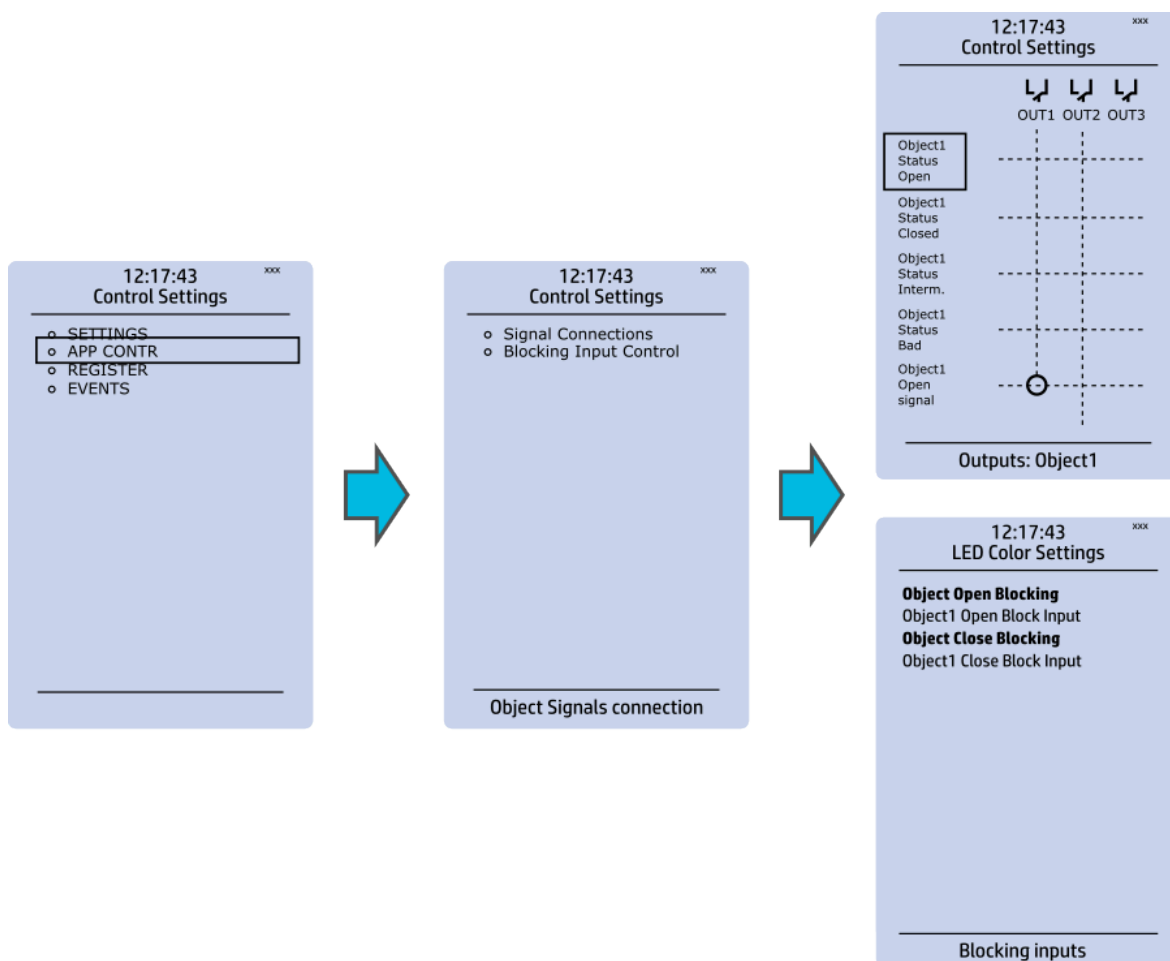 12:17:43 xxx
Control Settings
SETTINGS
APP CONTR
REGISTER
EVENTS
12:17:43 xxx
Control Settings
Signal Connections
Blocking Input Control
Object Signals connection
12:17:43 xxx
Control Settings
OUT1 OUT2 OUT3
Object1
Status
Open
Object1
Status
Closed
Object1
Status
Interm.
Object1
Status
Bad
Object1
Open
signal
Outputs: Object1
12:17:43 xxx
LED Color Settings
Object Open Blocking
Object1 Open Block Input
Object Close Blocking
Object1 Close Block Input
Blocking inputs